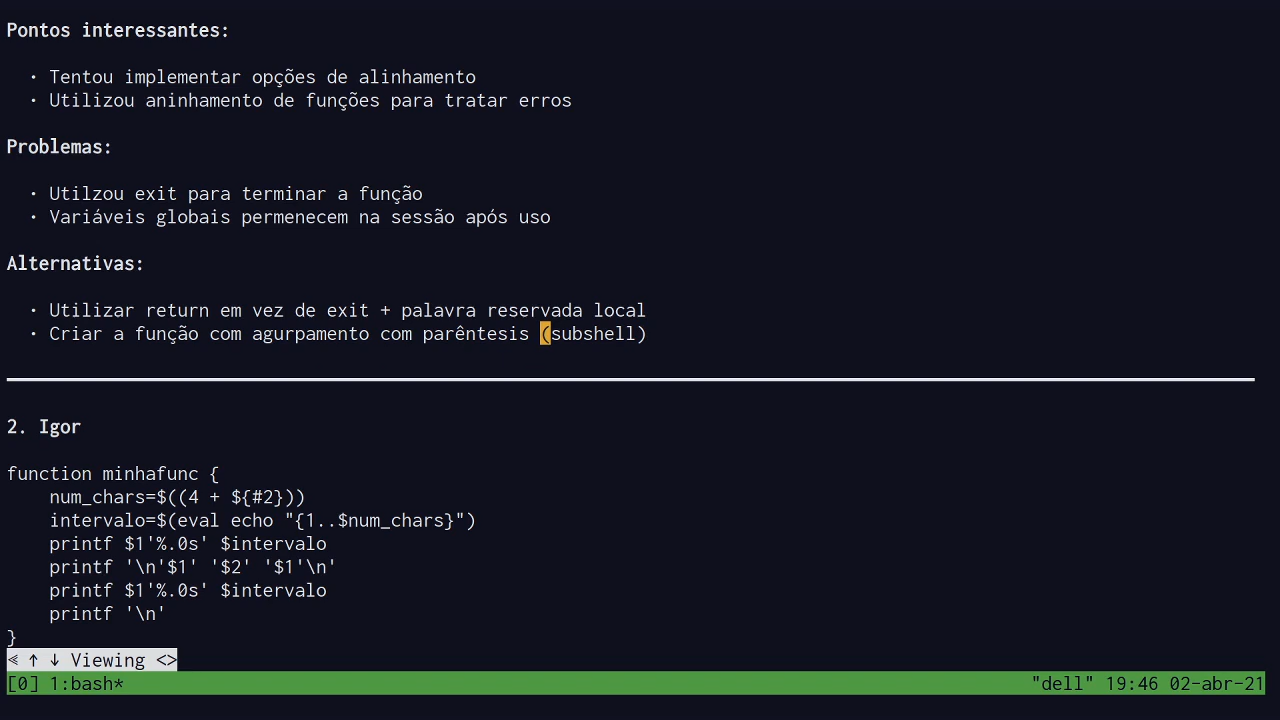 Pontos interessantes:
• Tentou implementar opções de alinhamento
• Utilizou aninhamento de funções para tratar erros
Problemas:
• Utilzou exit para terminar a função
• Variáveis globais permenecem na sessão após uso
Alternativas:
• Utilizar return em vez de exit + palavra reservada local
• Criar a função com agurpamento com parêntesis (subshell)
2. Igor
function minhafunc {
    num_chars=$((4 + ${#2}))
    intervalo=$(eval echo "{1..$num_chars}")
    printf $1'%.0s' $intervalo
    printf '\n'$1' '$2' '$1'\n'
    printf $1'%.0s' $intervalo
    printf '\n'
}
⋖ ↑ ↓ Viewing <>
[0] 1:bash* "dell" 19:46 02-abr-21